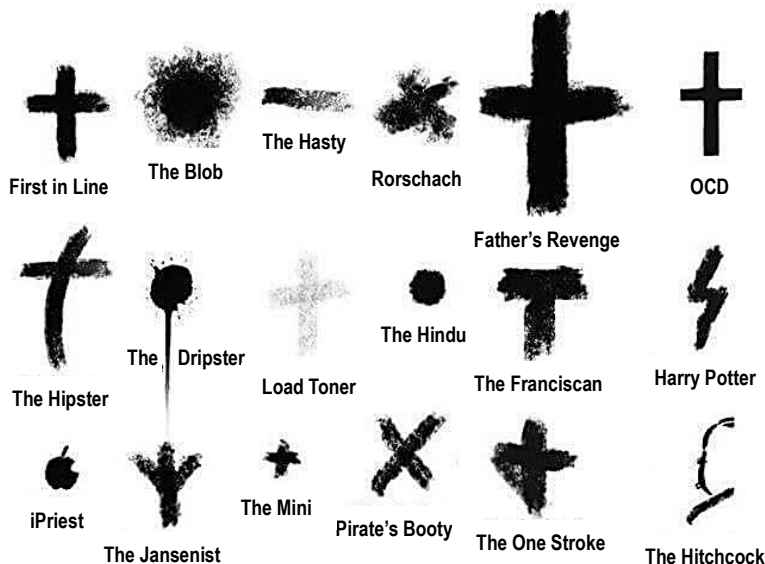 First in Line
The Blob
The Hasty
Rorschach
Father's Revenge
OCD
The Hipster
The Dripster
Load Toner
The Hindu
The Franciscan
Harry Potter
iPriest
The Jansenist
The Mini
Pirate's Booty
The One Stroke
The Hitchcock